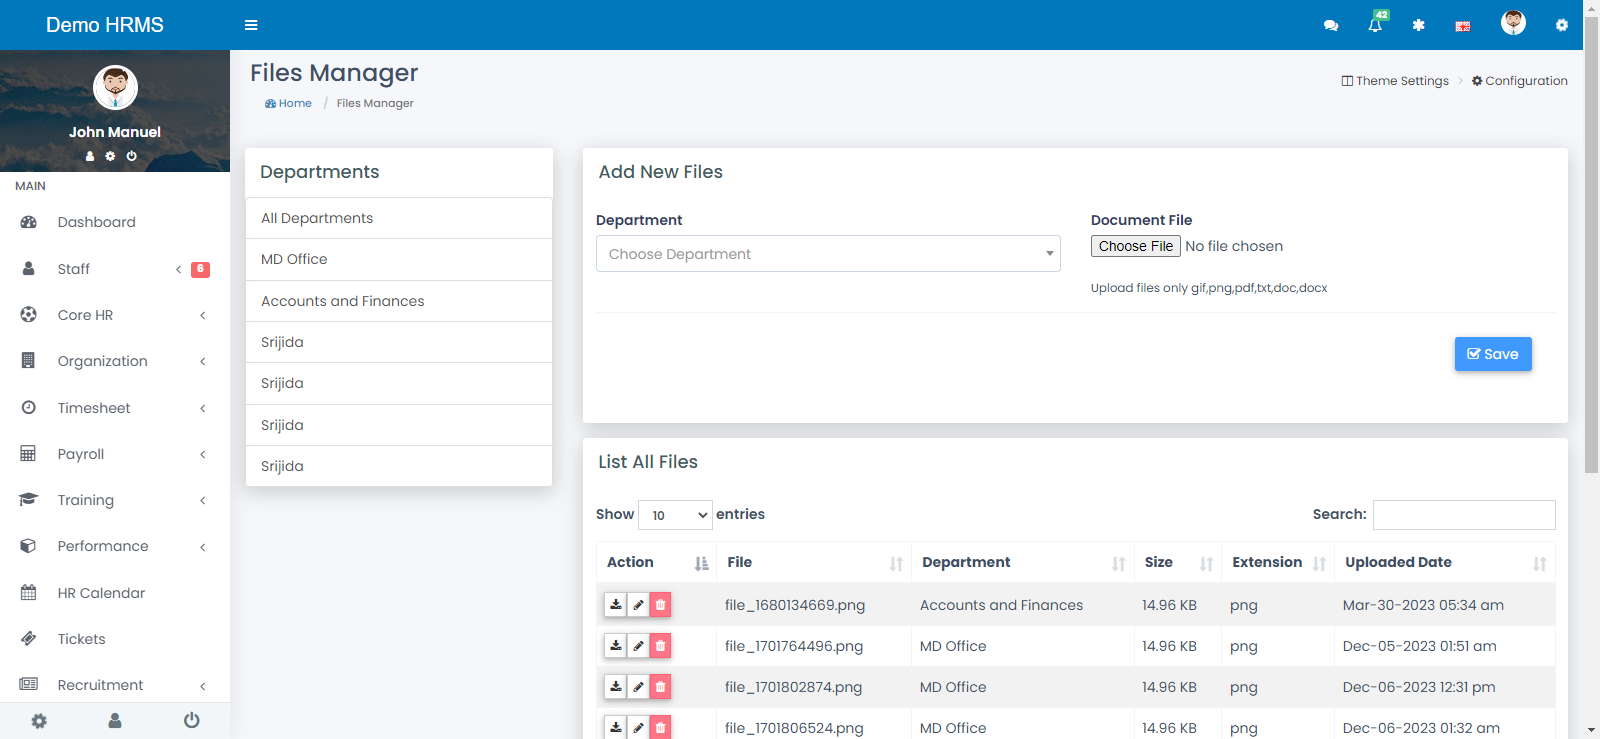 Demo HRMS
42
Files Manager
Home / Files Manager
Theme Settings > Configuration
John Manuel
MAIN
Dashboard
Staff 6
Core HR
Organization
Timesheet
Payroll
Training
Performance
HR Calendar
Tickets
Recruitment
Departments
All Departments
MD Office
Accounts and Finances
Srijida
Srijida
Srijida
Srijida
Add New Files
Department
Choose Department
Document File
Choose File No file chosen
Upload files only gif,png,pdf,txt,doc,docx
Save
List All Files
Show 10 entries
Search:
Action File Department Size Extension Uploaded Date
file_1680134669.png Accounts and Finances 14.96 KB png Mar-30-2023 05:34 am
file_1701764496.png MD Office 14.96 KB png Dec-05-2023 01:51 am
file_1701802874.png MD Office 14.96 KB png Dec-06-2023 12:31 pm
file_1701806524.png MD Office 14.96 KB png Dec-06-2023 01:32 am